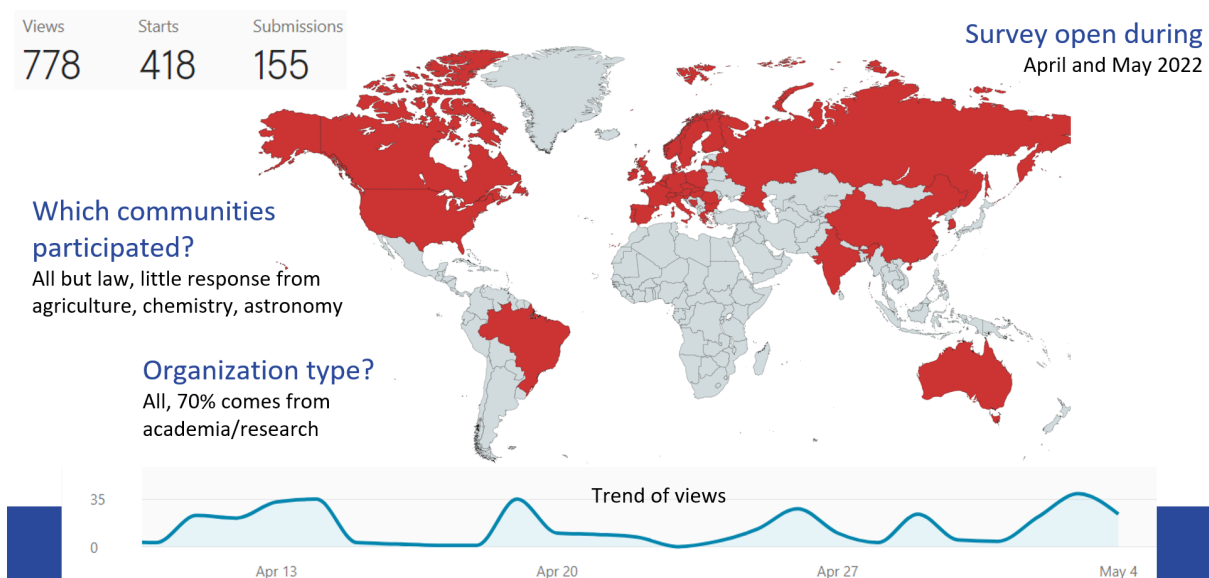 Views Starts Submissions
778 418 155
Survey open during
April and May 2022
Which communities
participated?
All but law, little response from
agriculture, chemistry, astronomy
Organization type?
All, 70% comes from
academia/research
Trend of views
35
0
Apr 13 Apr 20 Apr 27 May 4